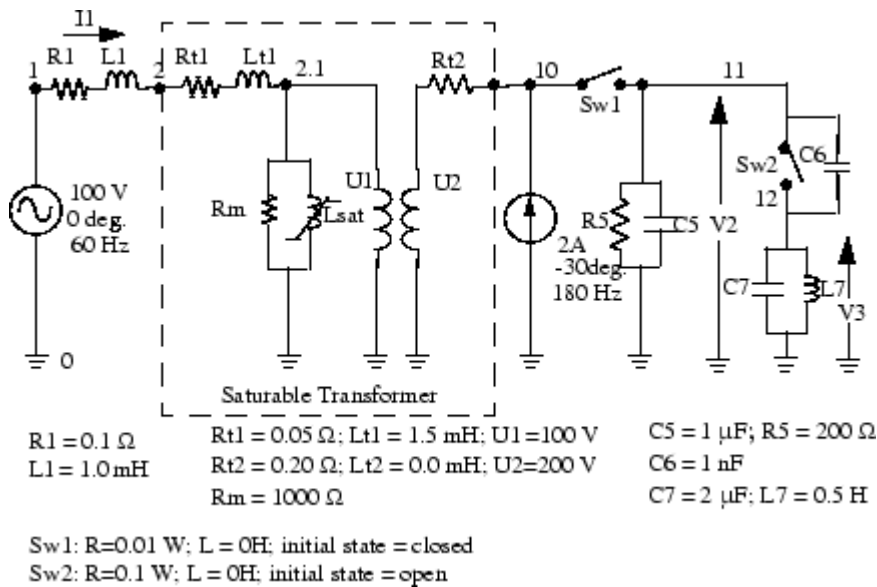 I1
R1 L1 Rt1 Lt1 2.1 Rt2 10 11
1 2
Sw1
Sw2 C6
12
100 V
0 deg.
60 Hz
Rm Lsat U1 U2
2A
-30deg.
180 Hz
R5 C5 V2
C7 L7 V3
0
Saturable Transformer
R1 = 0.1 Ω
L1 = 1.0 mH
Rt1 = 0.05 Ω; Lt1 = 1.5 mH; U1=100 V
Rt2 = 0.20 Ω; Lt2 = 0.0 mH; U2=200 V
Rm = 1000 Ω
C5 = 1 μF; R5 = 200 Ω
C6 = 1 nF
C7 = 2 μF; L7 = 0.5 H
Sw1: R=0.01 W; L = 0H; initial state = closed
Sw2: R=0.1 W; L = 0H; initial state = open